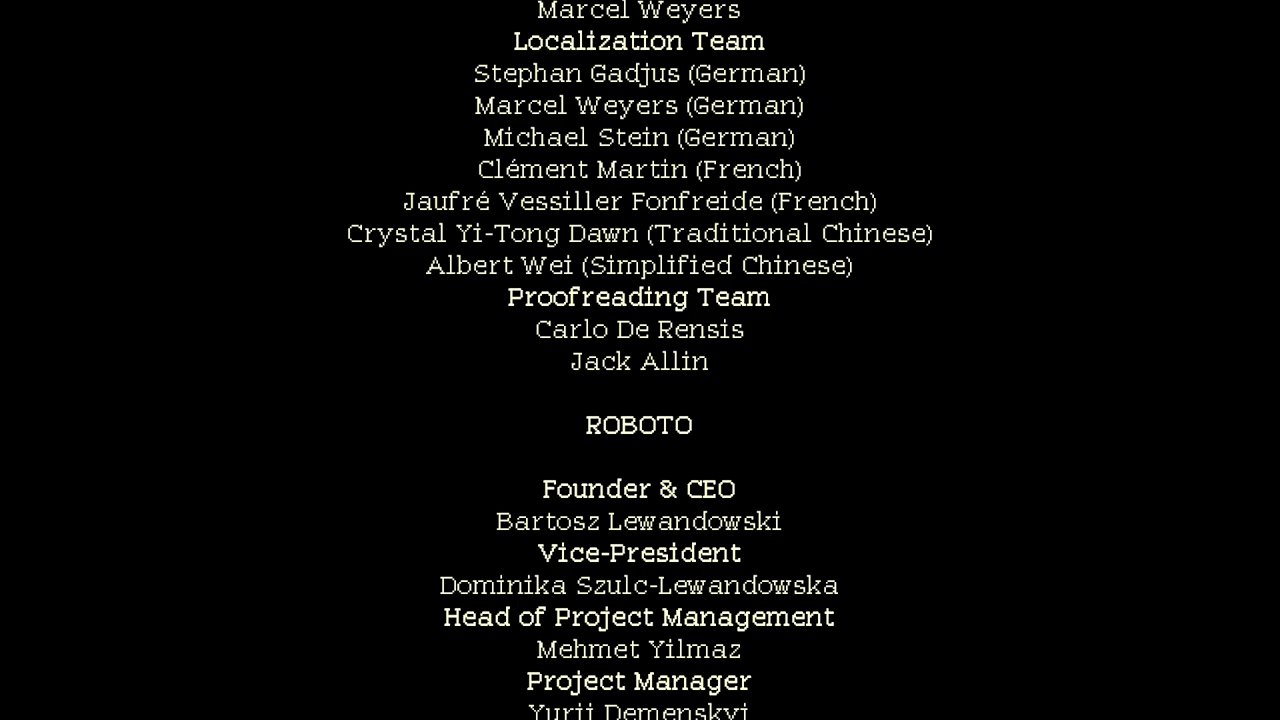 Marcel Weyers
Localization Team
Stephan Gadjus (German)
Marcel Weyers (German)
Michael Stein (German)
Clément Martin (French)
Jaufré Vessiller Fonfreide (French)
Crystal Yi-Tong Dawn (Traditional Chinese)
Albert Wei (Simplified Chinese)
Proofreading Team
Carlo De Rensis
Jack Allin
ROBOTO
Founder & CEO
Bartosz Lewandowski
Vice-President
Dominika Szulc-Lewandowska
Head of Project Management
Mehmet Yilmaz
Project Manager
Yurii Demenskyi